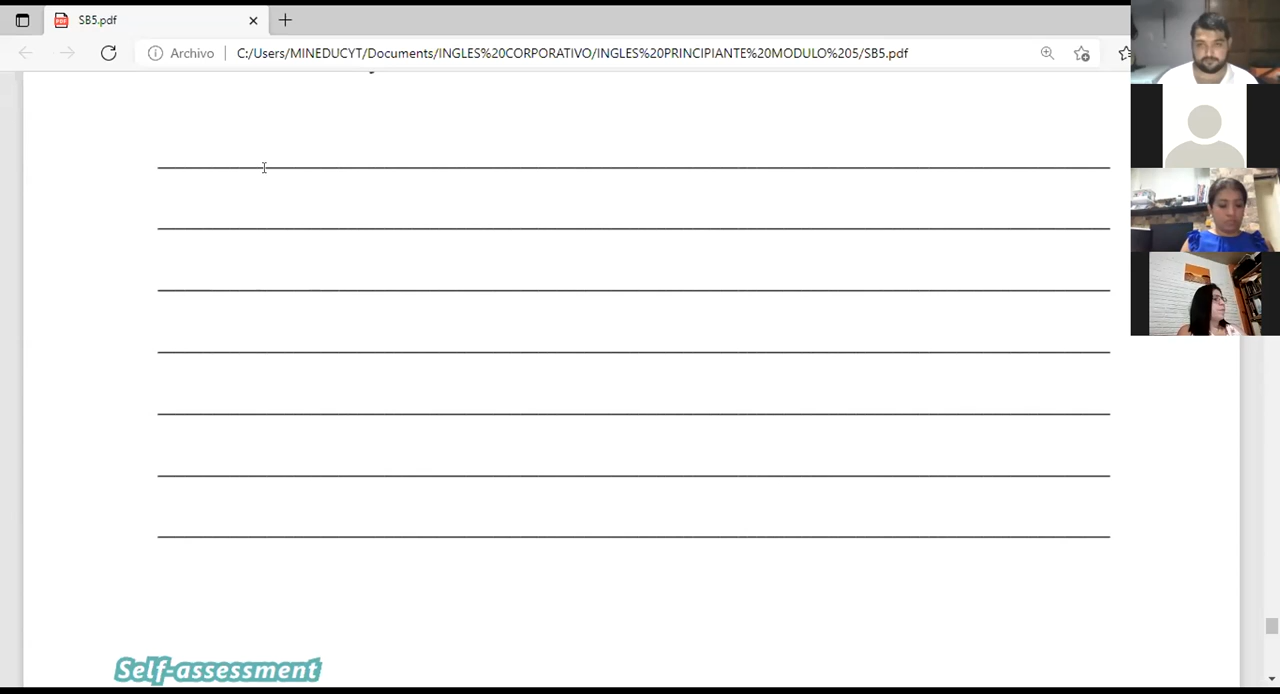 SB5.pdf
Archivo
C:/Users/MINEDUCYT/Documents/INGLES%20CORPORATIVO/INGLES%20PRINCIPIANTE%20MODULO%205/SB5.pdf
Self-assessment